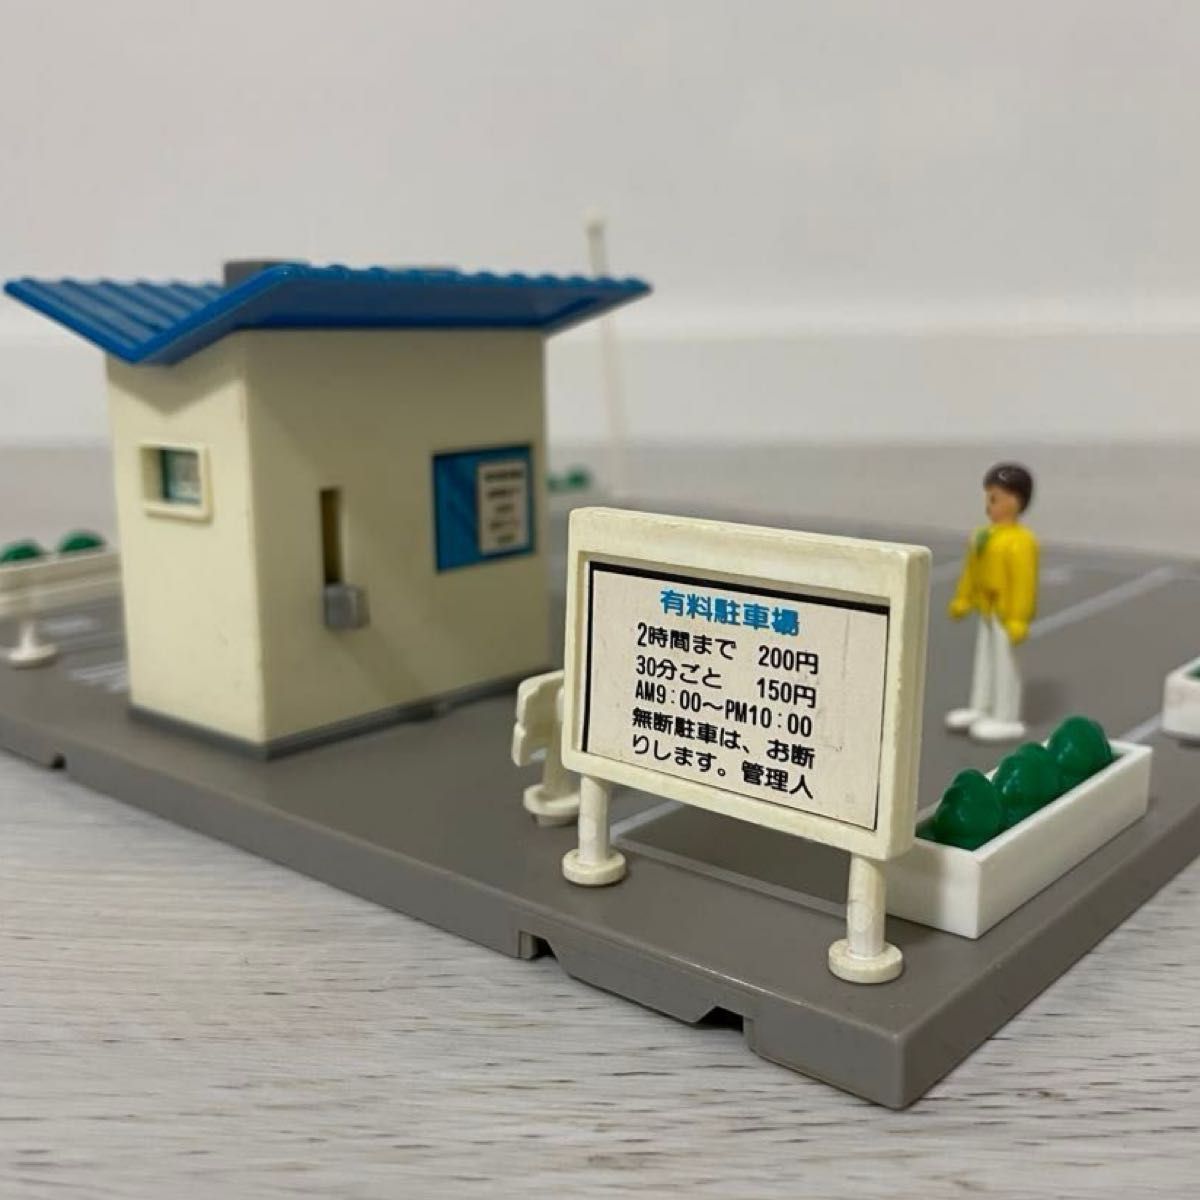 有料駐車場
2時間まで 200円
30分ごと 150円
AM9:00〜PM10:00
無断駐車は、お断
りします。管理人